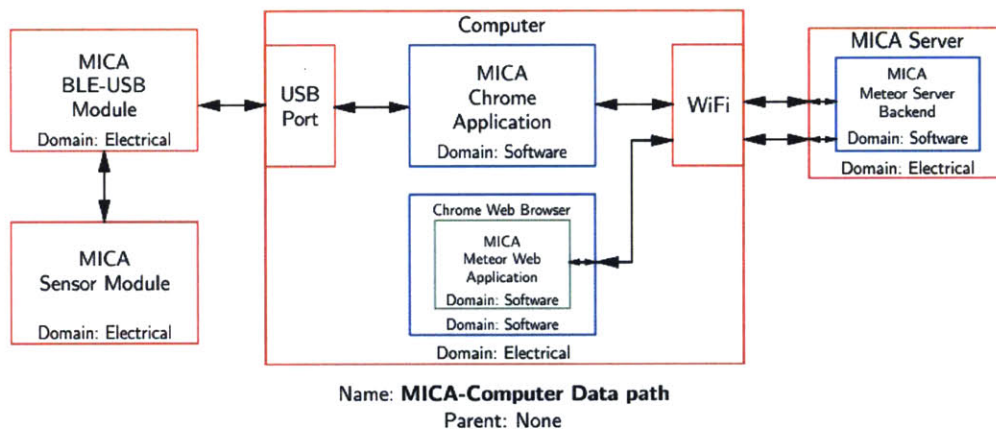 Computer
MICA
BLE-USB
Module
Domain: Electrical
MICA
Sensor Module
Domain: Electrical
USB
Port
MICA
Chrome
Application
Domain: Software
WiFi
Chrome Web Browser
MICA
Meteor Web
Application
Domain: Software
Domain: Software
Domain: Electrical
MICA Server
MICA
Meteor Server
Backend
Domain: Software
Domain: Electrical
Name: MICA-Computer Data path
Parent: None